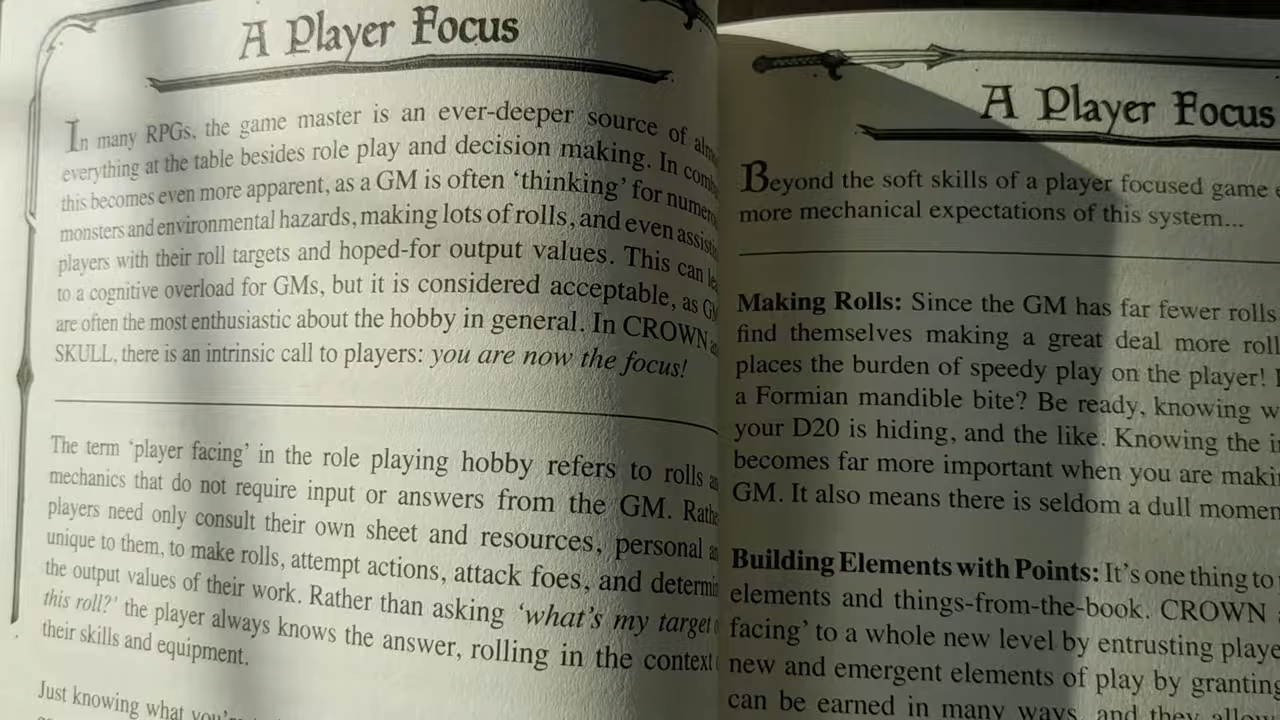 A Player Focus
In many RPGs, the game master is an ever-deeper source of
everything at the table besides role play and decision making. In
this becomes even more apparent, as a GM is often ‘thinking’ for
monsters and environmental hazards, making lots of rolls, and even
players with their roll targets and hoped-for output values. This can
to a cognitive overload for GMs, but it is considered acceptable, as
are often the most enthusiastic about the hobby in general. In CROWN
SKULL, there is an intrinsic call to players: you are now the focus!
The term ‘player facing’ in the role playing hobby refers to rolls
mechanics that do not require input or answers from the GM.
players need only consult their own sheet and resources, personal
unique to them, to make rolls, attempt actions, attack foes, and
the output values of their work. Rather than asking ‘what’s my target
this roll?’ the player always knows the answer, rolling in the context
their skills and equipment.
Just knowing what
A Player Focus
Beyond the soft skills of a player focused game
more mechanical expectations of this system...
Making Rolls: Since the GM has far fewer rolls
find themselves making a great deal more
places the burden of speedy play on the player!
a Formian mandible bite? Be ready, knowing
your D20 is hiding, and the like. Knowing the
becomes far more important when you are
GM. It also means there is seldom a dull
Building Elements with Points: It’s one thing to
elements and things-from-the-book. CROWN
facing’ to a whole new level by entrusting
new and emergent elements of play by granting
can be earned in many ways, and they